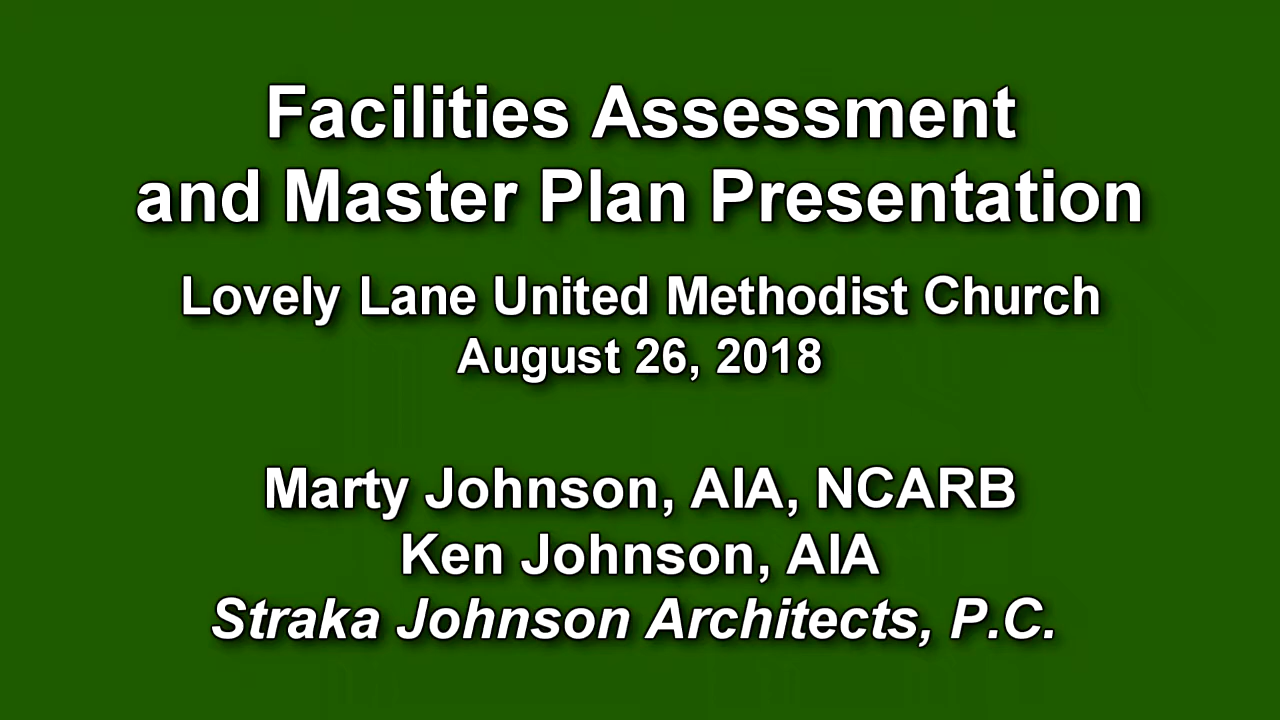 Facilities Assessment
and Master Plan Presentation
Lovely Lane United Methodist Church
August 26, 2018
Marty Johnson, AIA, NCARB
Ken Johnson, AIA
Straka Johnson Architects, P.C.